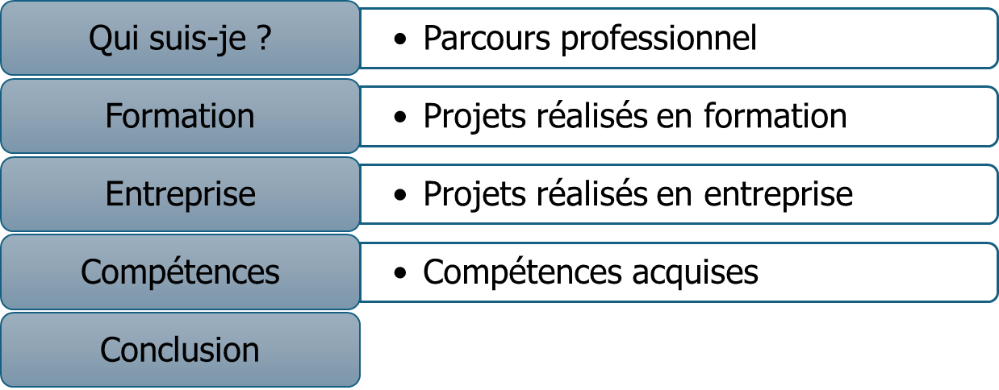 Qui suis-je ?
• Parcours professionnel
Formation
• Projets réalisés en formation
Entreprise
• Projets réalisés en entreprise
Compétences
• Compétences acquises
Conclusion